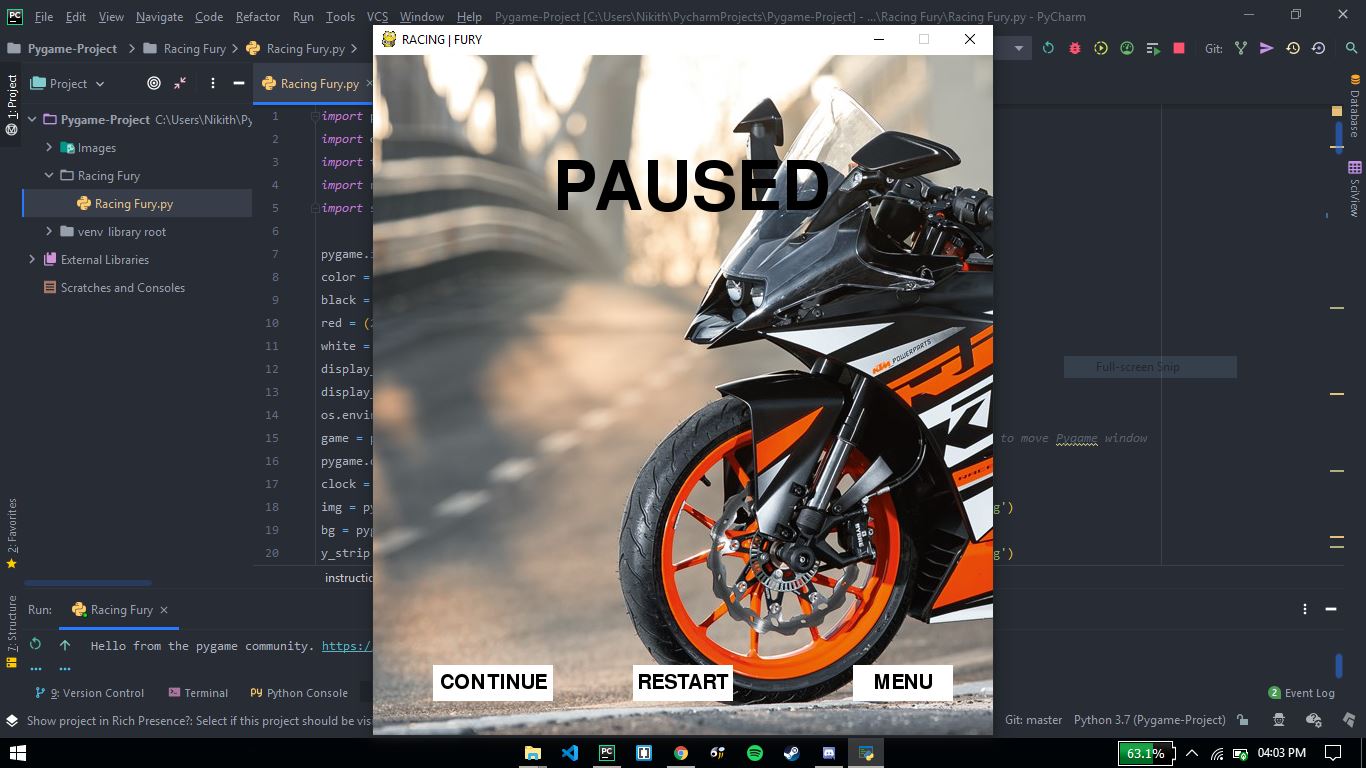 File Edit View Navigate Code Refactor Run Tools VCS Window Help Pygame-Project [C:\Users\Nikith\PycharmProjects\Pygame-Project] - ...\Racing Fury\Racing Fury.py - PyCharm
RACING | FURY
Pygame-Project Racing Fury Racing Fury.py
Git:
1: Project
Project
Racing Fury.py
Pygame-Project C:\Users\Nikith\Py
Images
Racing Fury
Racing Fury.py
venv library root
External Libraries
Scratches and Consoles
1 import
2 import
3 import
4 import
5 import
6
7 pygame.
8 color =
9 black =
10 red = (
11 white =
12 display_
13 display_
14 os.envi
15 game =
16 pygame.
17 clock =
18 img =
19 bg =
20 y_strip
instructi
PAUSED
KTM POWERPARTS
CONTINUE RESTART MENU
Full-screen Snip
to move Pygame window
g')
g')
Database
SciView
2: Favorites
7: Structure
Run: Racing Fury
Hello from the pygame community. https:/
9: Version Control Terminal Python Console
2 Event Log
Show project in Rich Presence?: Select if this project should be vis
Git: master Python 3.7 (Pygame-Project)
63.1% 04:03 PM